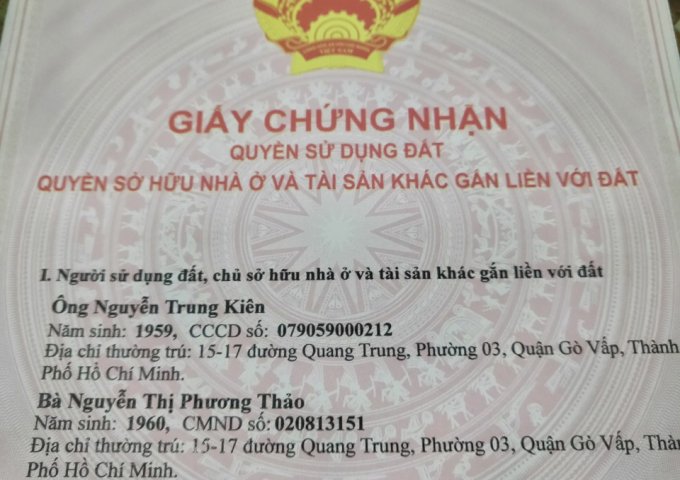 VIỆT NAM
GIẤY CHỨNG NHẬN
QUYỀN SỬ DỤNG ĐẤT
QUYỀN SỞ HỮU NHÀ Ở VÀ TÀI SẢN KHÁC GẮN LIỀN VỚI ĐẤT
I. Người sử dụng đất, chủ sở hữu nhà ở và tài sản khác gắn liền với đất
Ông Nguyễn Trung Kiên
Năm sinh: 1959, CCCD số: 079059000212
Địa chỉ thường trú: 15-17 đường Quang Trung, Phường 03, Quận Gò Vấp, Thành
Phố Hồ Chí Minh.
Bà Nguyễn Thị Phương Thảo
Năm sinh: 1960, CMND số: 020813151
Địa chỉ thường trú: 15-17 đường Quang Trung, Phường 03, Quận Gò Vấp, Thành
Phố Hồ Chí Minh.